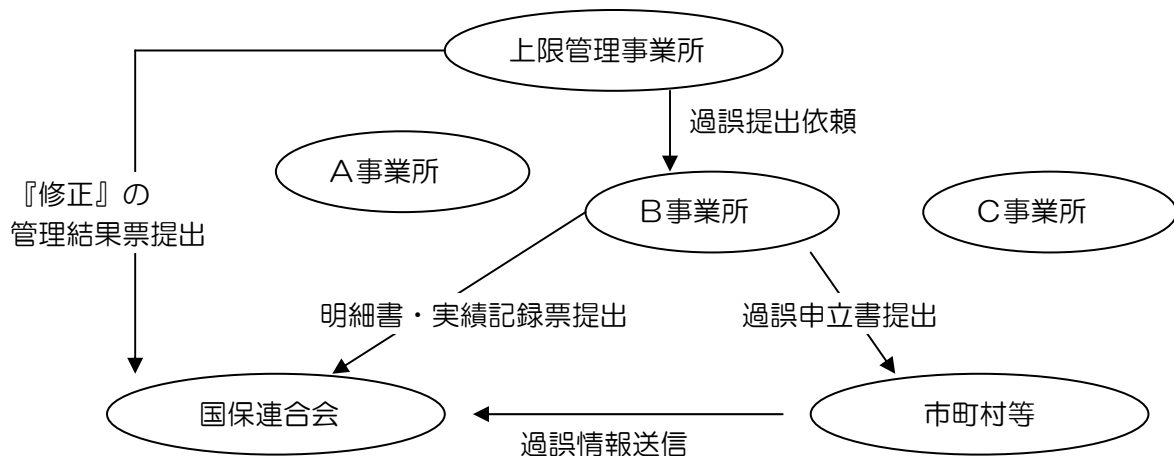 上限管理事業所
過誤提出依頼
A事業所
『修正』の
管理結果票提出
B事業所
C事業所
明細書・実績記録票提出
過誤申立書提出
国保連合会
市町村等
過誤情報送信